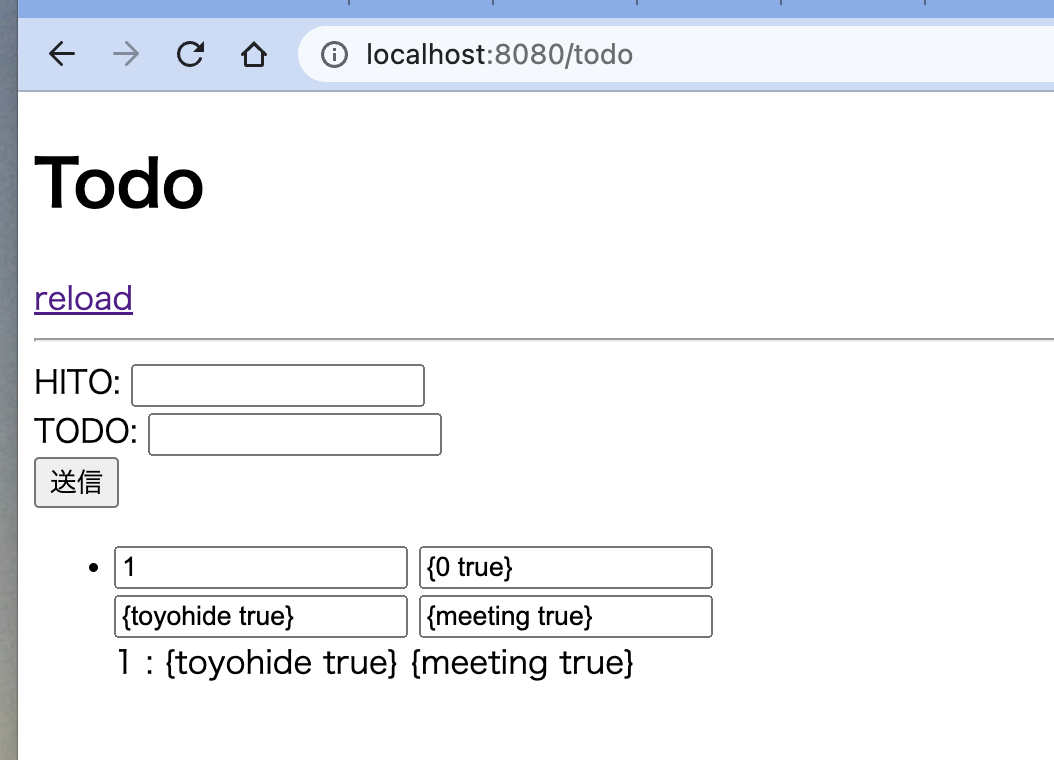 localhost:8080/todo
Todo
reload
HITO:
TODO:
送信
1 {0 true}
{toyohide true} {meeting true}
1 : {toyohide true} {meeting true}